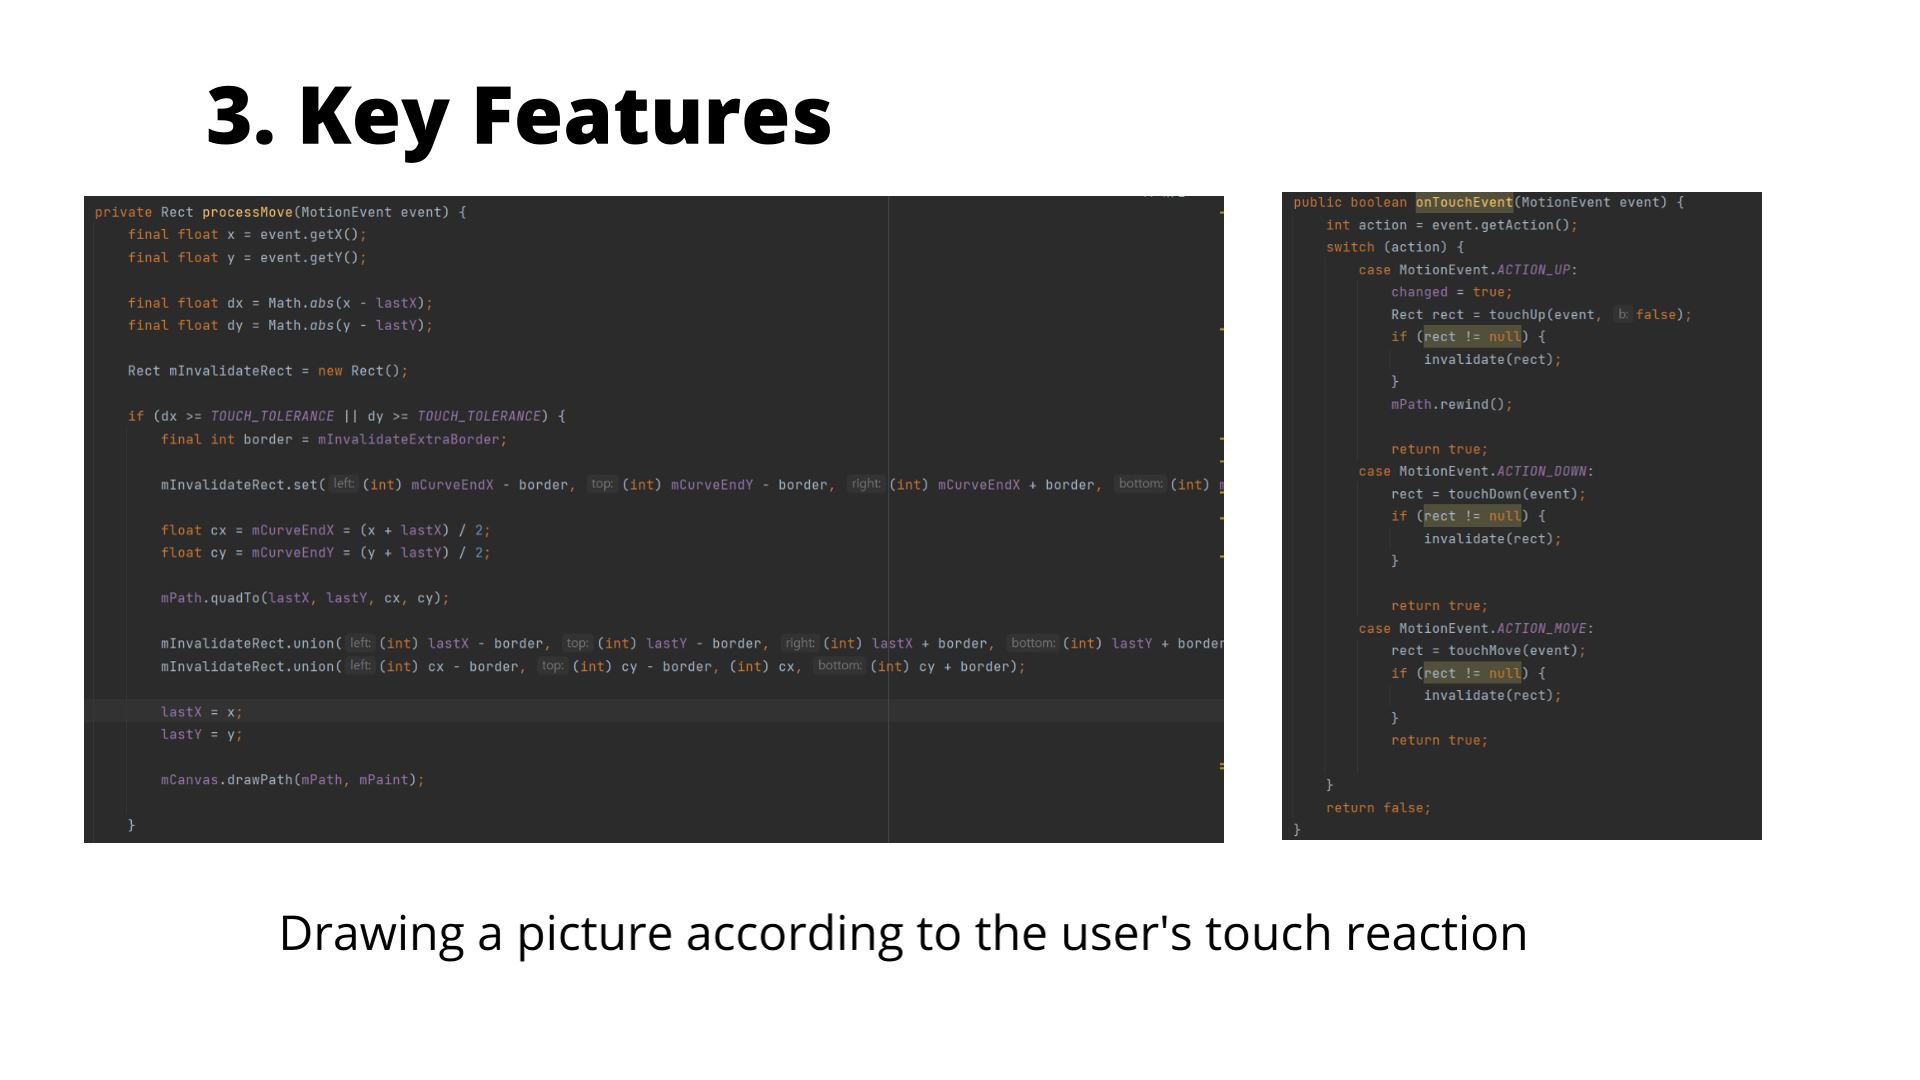 3. Key Features
private Rect processMove(MotionEvent event) {
final float x = event.getX();
final float y = event.getY();
final float dx = Math.abs(x - lastX);
final float dy = Math.abs(y - lastY);
Rect mInvalidateRect = new Rect();
if (dx >= TOUCH_TOLERANCE || dy >= TOUCH_TOLERANCE) {
final int border = mInvalidateExtraBorder;
mInvalidateRect.set( left: (int) mCurveEndX - border, top: (int) mCurveEndY - border, right: (int) mCurveEndX + border, bottom: (int)
float cx = mCurveEndX = (x + lastX) / 2;
float cy = mCurveEndY = (y + lastY) / 2;
mPath.quadTo(lastX, lastY, cx, cy);
mInvalidateRect.union( left: (int) lastX - border, top: (int) lastY - border, right: (int) lastX + border, bottom: (int) lastY + border
mInvalidateRect.union( left: (int) cx - border, top: (int) cy - border, (int) cx, bottom: (int) cy + border);
lastX = x;
lastY = y;
mCanvas.drawPath(mPath, mPaint);
}
public boolean onTouchEvent(MotionEvent event) {
int action = event.getAction();
switch (action) {
case MotionEvent.ACTION_UP:
changed = true;
Rect rect = touchUp(event, b: false);
if (rect != null) {
invalidate(rect);
}
mPath.rewind();
return true;
case MotionEvent.ACTION_DOWN:
rect = touchDown(event);
if (rect != null) {
invalidate(rect);
}
return true;
case MotionEvent.ACTION_MOVE:
rect = touchMove(event);
if (rect != null) {
invalidate(rect);
}
return true;
}
return false;
}
Drawing a picture according to the user's touch reaction